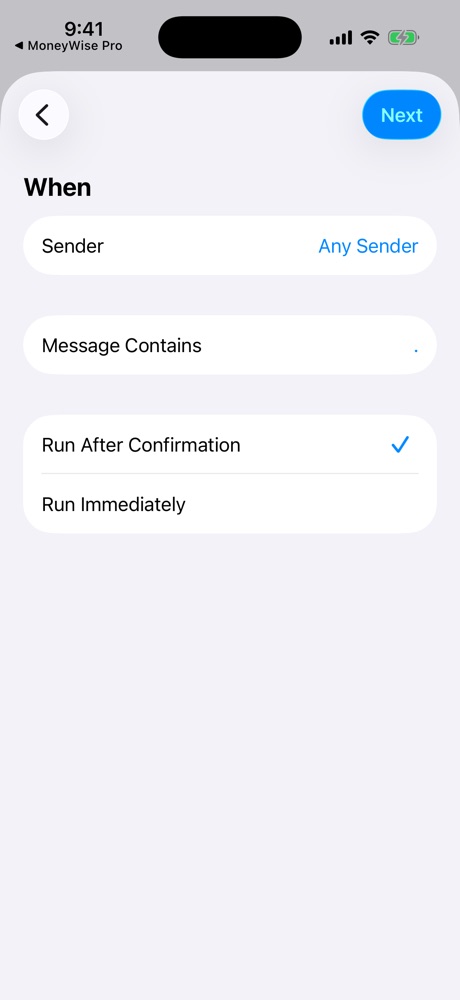 9:41
◀ MoneyWise Pro
Next
When
Sender Any Sender
Message Contains .
Run After Confirmation
Run Immediately